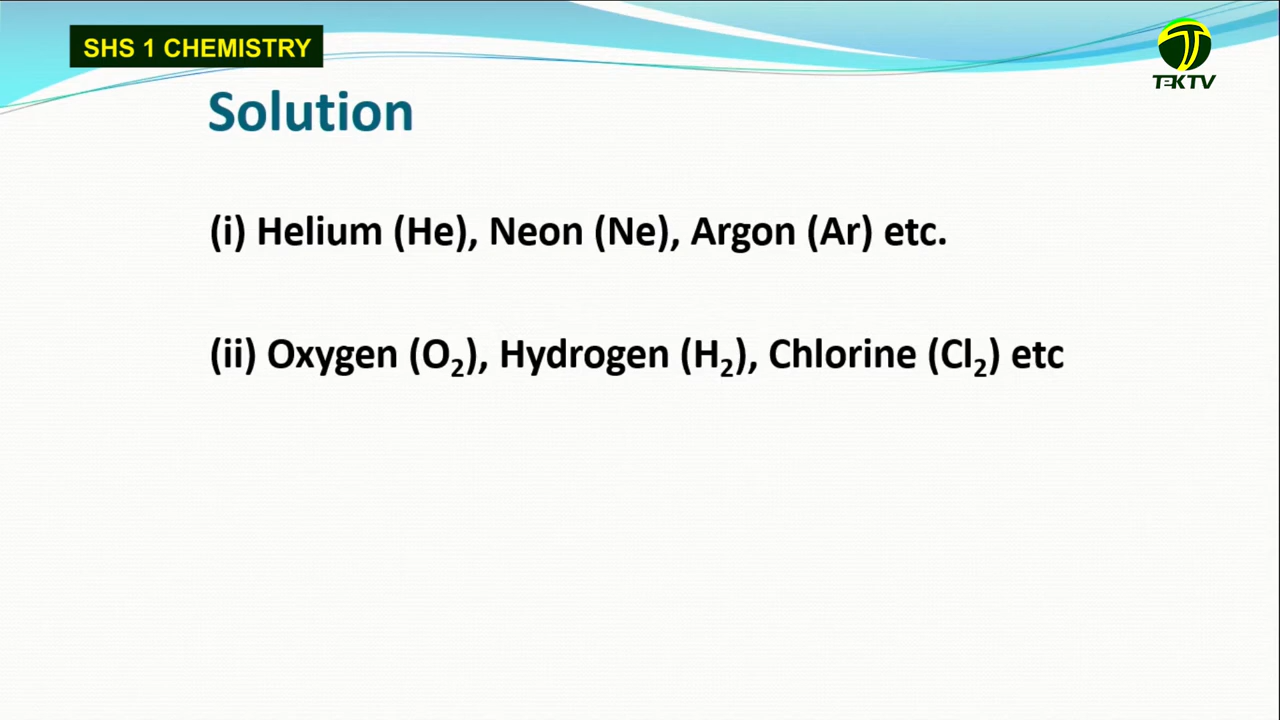 SHS 1 CHEMISTRY
TEKTV
Solution
(i) Helium (He), Neon (Ne), Argon (Ar) etc.
(ii) Oxygen (O₂), Hydrogen (H₂), Chlorine (Cl₂) etc